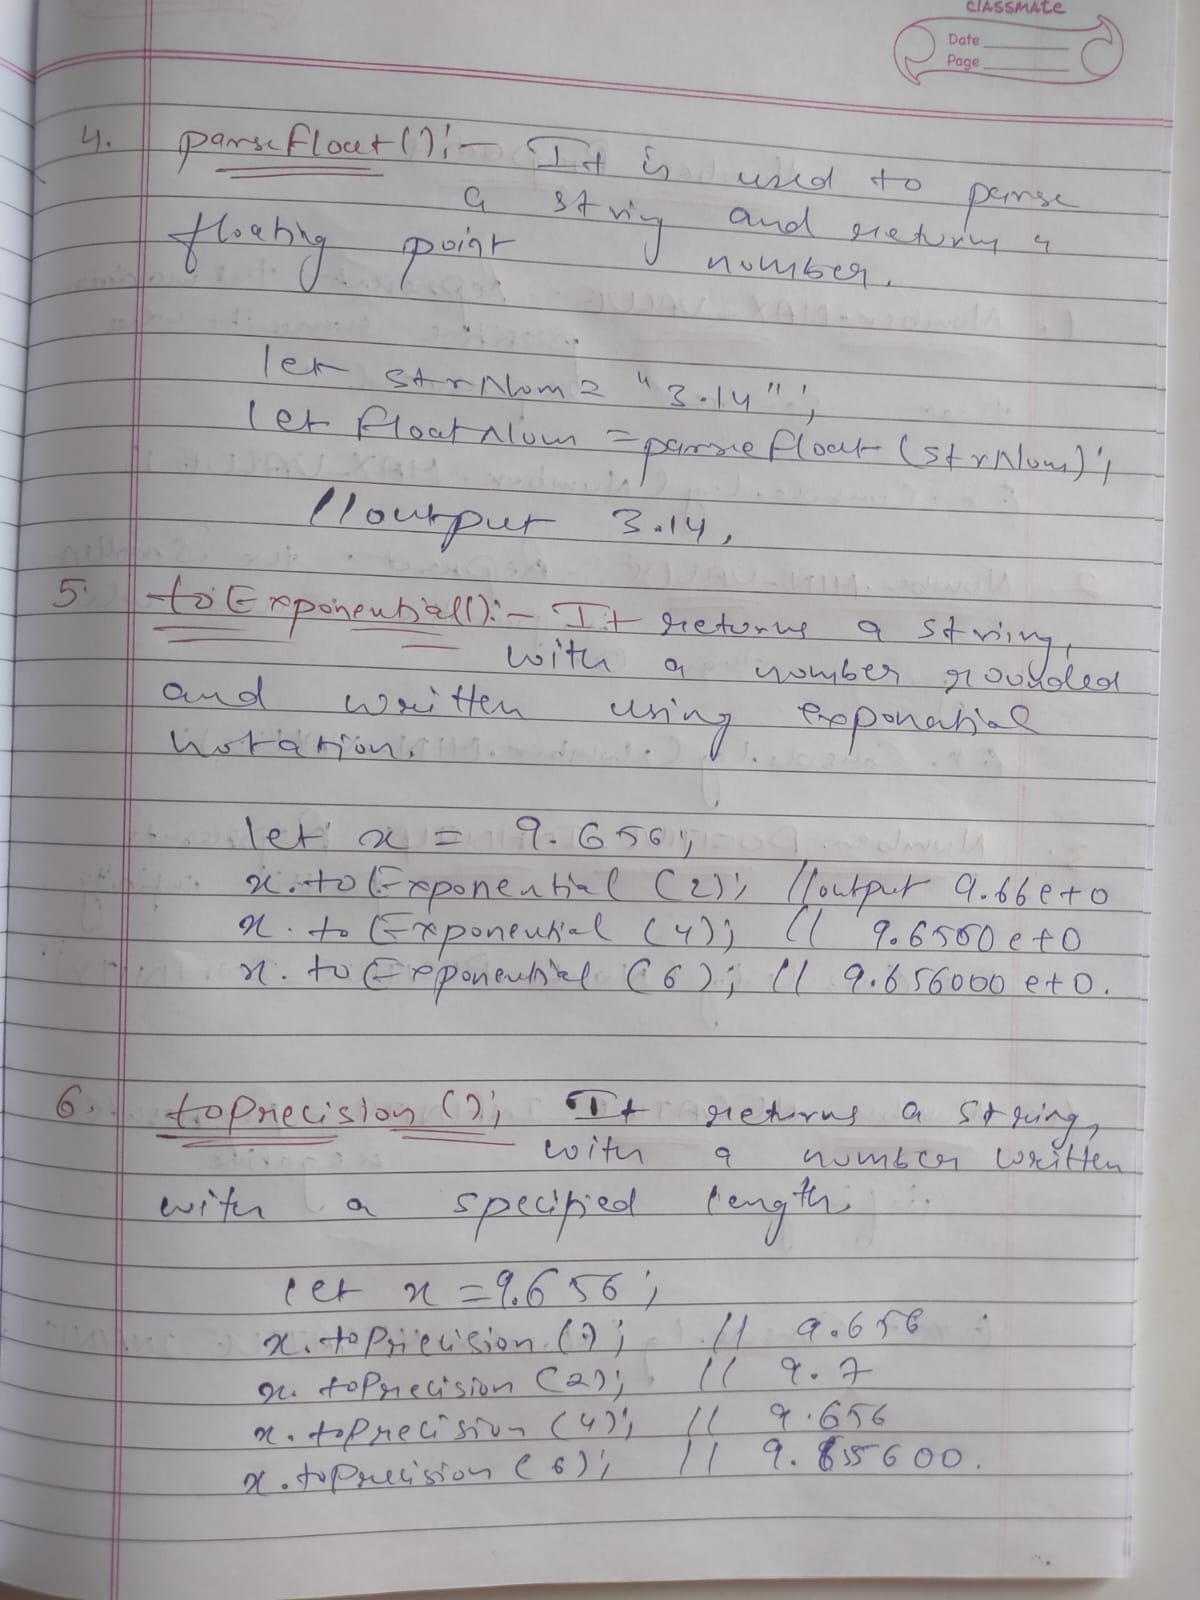 CLASSMATE
Date
Page
4. parseFloat():- It is used to parse
a string and return a
floating point number.
let strNum = "3.14";
let floatNum = parseFloat(strNum);
//output 3.14.
5. toExponential():- It returns a string,
with a number rounded
and written using exponatial
notation.
let x = 9.656;
x.toExponential(2); //output 9.66e+0
x.toExponential(4); // 9.6560e+0
x.toExponential(6); // 9.656000e+0.
6. toPrecision(); It returns a string,
with a number written
with a specified length.
let x = 9.656;
x.toPrecision(); // 9.656
x.toPrecision(2); // 9.7
x.toPrecision(4); // 9.656
x.toPrecision(6); // 9.65600.